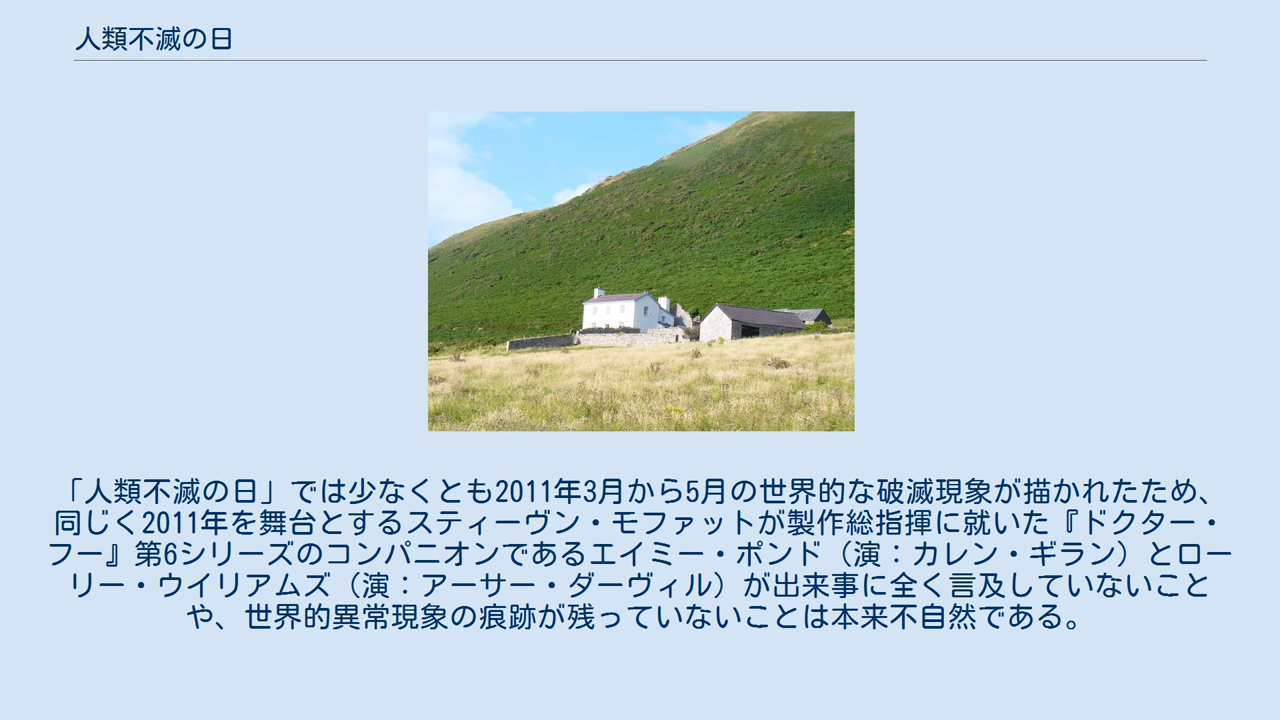 人類不滅の日
「人類不滅の日」では少なくとも2011年3月から5月の世界的な破滅現象が描かれたため、
同じく2011年を舞台とするスティーヴン・モファットが製作総指揮に就いた『ドクター・
フー』第6シリーズのコンパニオンであるエイミー・ポンド（演：カレン・ギラン）とロー
リー・ウイリアムズ（演：アーサー・ダーヴィル）が出来事に全く言及していないこと
や、世界的異常現象の痕跡が残っていないことは本来不自然である。